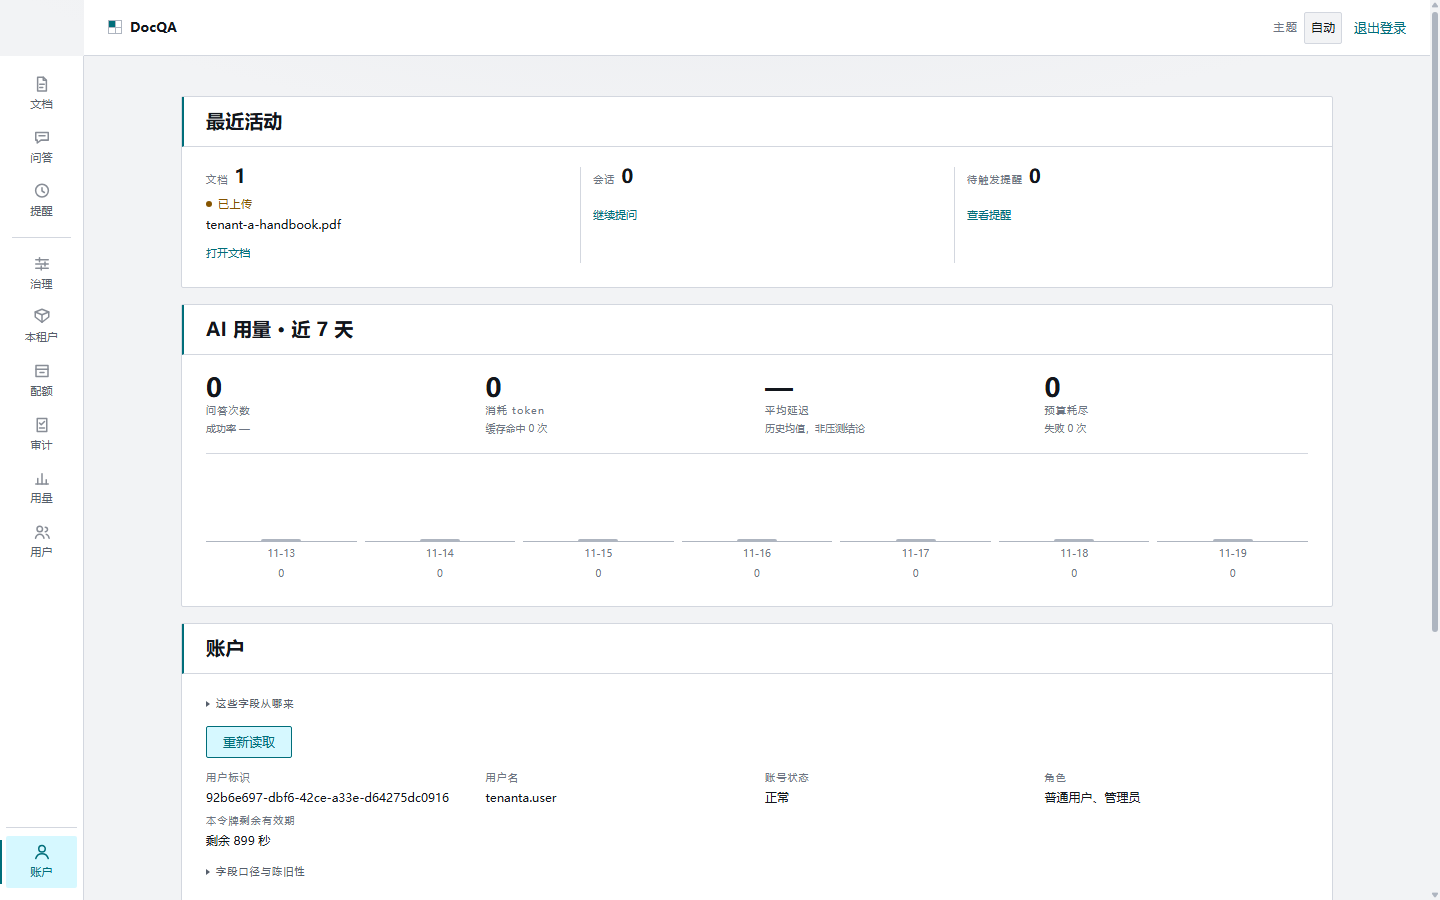 DocQA
主题 自动 退出登录
文档
问答
提醒
治理
本租户
配额
审计
用量
用户
账户
最近活动
文档 1
已上传
tenant-a-handbook.pdf
打开文档
会话 0
继续提问
待触发提醒 0
查看提醒
AI 用量 • 近 7 天
0
问答次数
成功率 —
0
消耗 token
缓存命中 0 次
—
平均延迟
历史均值，非压测结论
0
预算耗尽
失败 0 次
11-13 11-14 11-15 11-16 11-17 11-18 11-19
0 0 0 0 0 0 0
账户
这些字段从哪来
重新读取
用户标识
92b6e697-dbf6-42ce-a33e-d64275dc0916
用户名
tenanta.user
账号状态
正常
角色
普通用户、管理员
本令牌剩余有效期
剩余 899 秒
字段口径与陈旧性